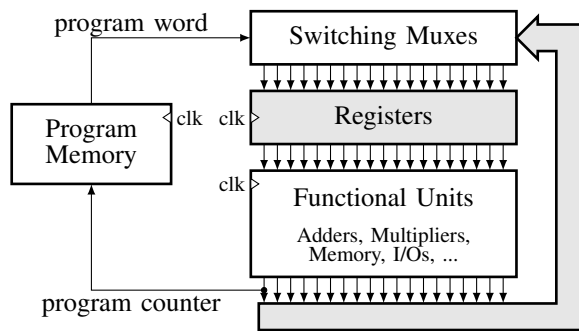 program word
Switching Muxes
clk
clk
Registers
Program
Memory
clk
Functional Units
Adders, Multipliers,
Memory, I/Os, ...
program counter